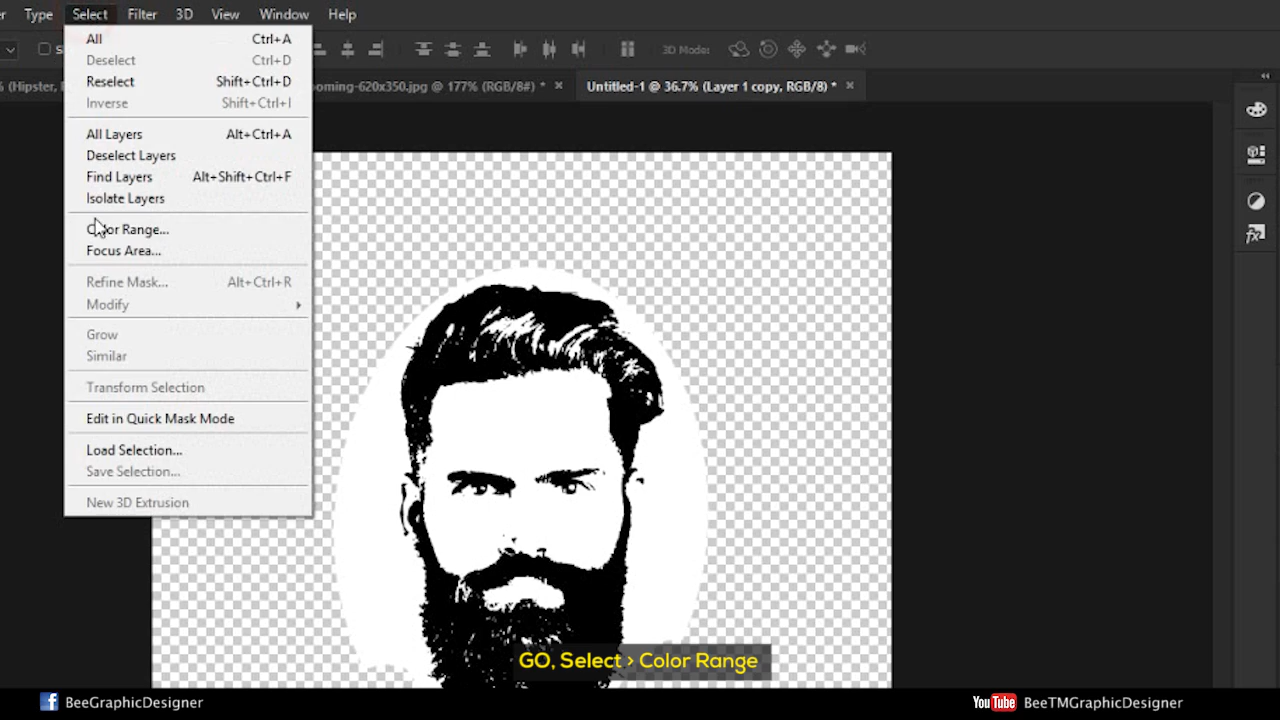 er Type Select Filter 3D View Window Help
3D Mode:
% (Hipster, ooming-620x350.jpg @ 177% (RGB/8#) * × Untitled-1 @ 36.7% (Layer 1 copy, RGB/8) * ×
All Ctrl+A
Deselect Ctrl+D
Reselect Shift+Ctrl+D
Inverse Shift+Ctrl+I
All Layers Alt+Ctrl+A
Deselect Layers
Find Layers Alt+Shift+Ctrl+F
Isolate Layers
Color Range...
Focus Area...
Refine Mask... Alt+Ctrl+R
Modify
Grow
Similar
Transform Selection
Edit in Quick Mask Mode
Load Selection...
Save Selection...
New 3D Extrusion
GO, Select > Color Range
f BeeGraphicDesigner YouTube BeeTMGraphicDesigner